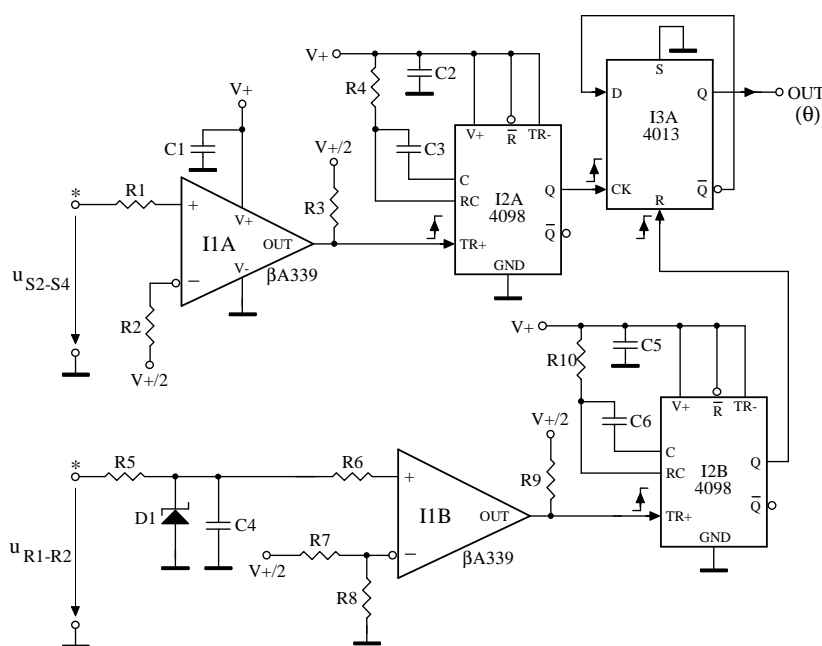 V+
R4
C2
V+
R̅
TR-
C3
C
RC
I2A
4098
Q
Q̅
TR+
GND
V+
C1
*
R1
+
V+
I1A
OUT
V-
−
βA339
V+/2
R3
R2
V+/2
u S2-S4
S
D
I3A
4013
Q
CK
Q̅
R
OUT
(θ)
V+
R10
C5
V+
R̅
TR-
C6
C
RC
I2B
4098
Q
Q̅
TR+
GND
*
R5
R6
D1
C4
+
I1B
OUT
−
βA339
V+/2
R9
R7
V+/2
R8
u R1-R2